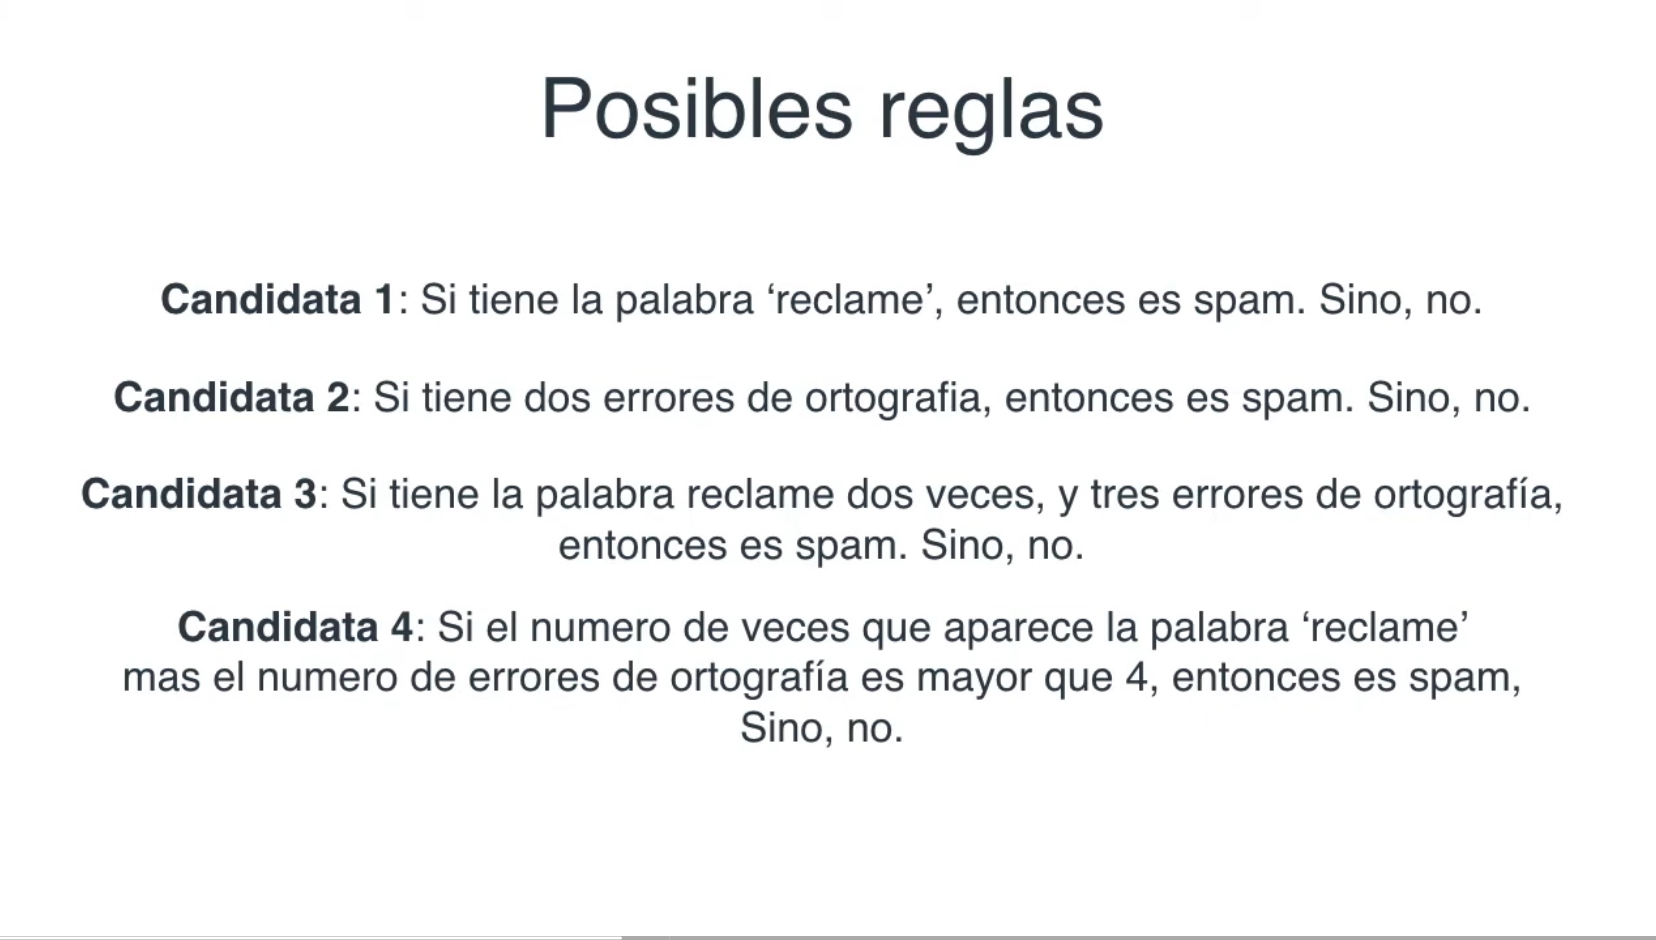 Posibles reglas
Candidata 1: Si tiene la palabra ‘reclame’, entonces es spam. Sino, no.
Candidata 2: Si tiene dos errores de ortografia, entonces es spam. Sino, no.
Candidata 3: Si tiene la palabra reclame dos veces, y tres errores de ortografía,
entonces es spam. Sino, no.
Candidata 4: Si el numero de veces que aparece la palabra ‘reclame’
mas el numero de errores de ortografía es mayor que 4, entonces es spam,
Sino, no.